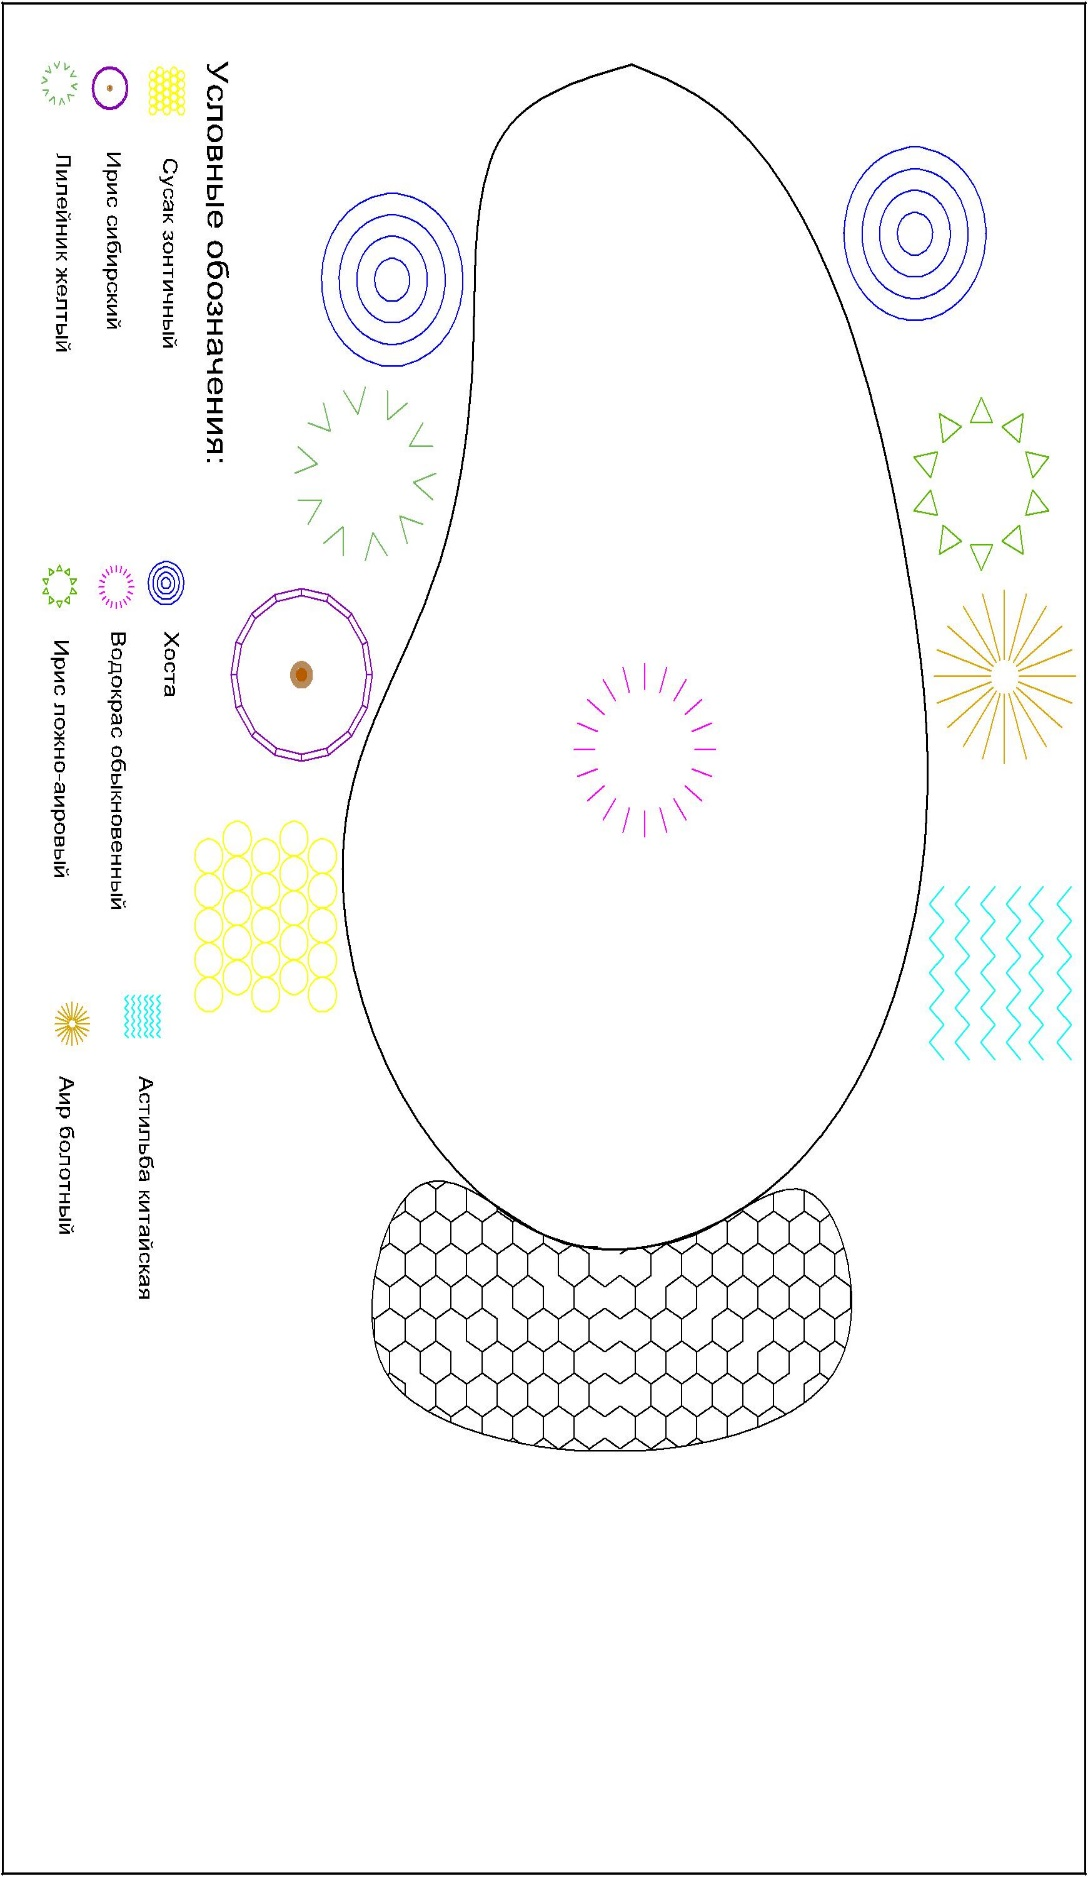 Условные обозначения:
Сусак зонтичный
Хоста
Астильба китайская
Ирис сибирский
Водокрас обыкновенный
Лилейник желтый
Ирис ложно-аировый
Аир болотный